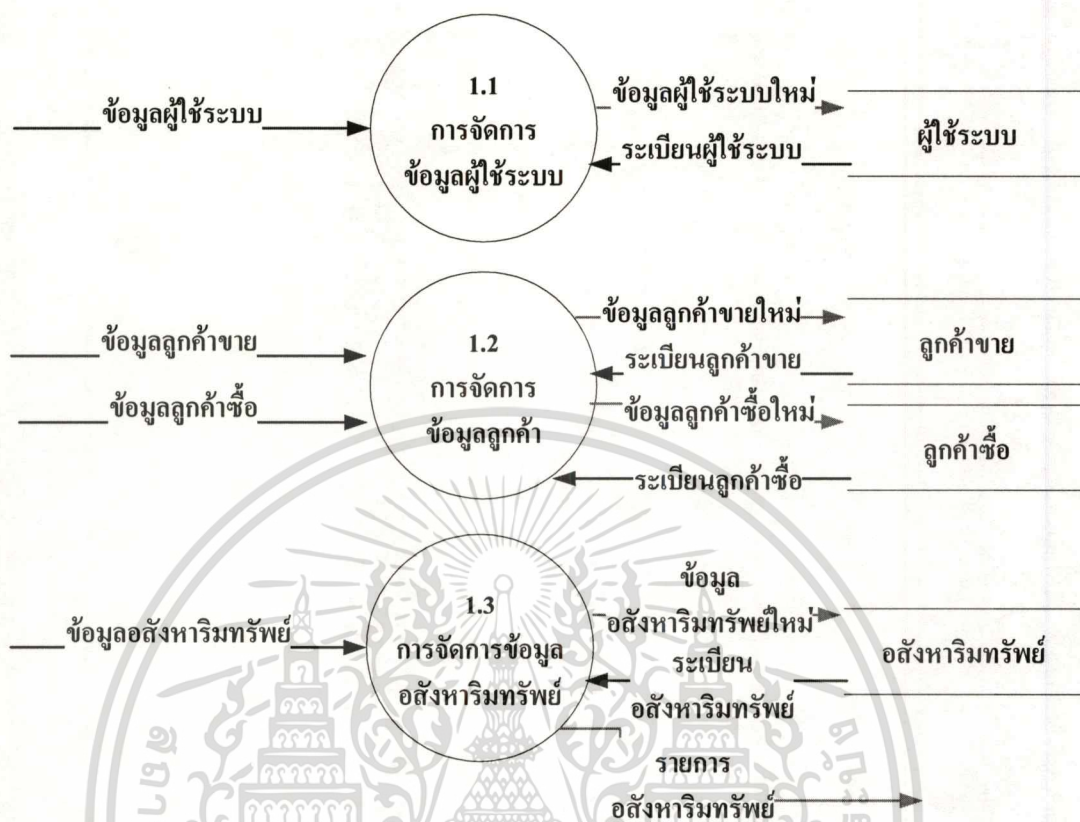 1.1
การจัดการ
ข้อมูลผู้ใช้ระบบ
ข้อมูลผู้ใช้ระบบ
ข้อมูลผู้ใช้ระบบใหม่
ระเบียนผู้ใช้ระบบ
ผู้ใช้ระบบ
1.2
การจัดการ
ข้อมูลลูกค้า
ข้อมูลลูกค้าขาย
ข้อมูลลูกค้าซื้อ
ข้อมูลลูกค้าขายใหม่
ระเบียนลูกค้าขาย
ข้อมูลลูกค้าซื้อใหม่
ระเบียนลูกค้าซื้อ
ลูกค้าขาย
ลูกค้าซื้อ
1.3
การจัดการข้อมูล
อสังหาริมทรัพย์
ข้อมูลอสังหาริมทรัพย์
ข้อมูล
อสังหาริมทรัพย์ใหม่
ระเบียน
อสังหาริมทรัพย์
อสังหาริมทรัพย์
รายการ
อสังหาริมทรัพย์